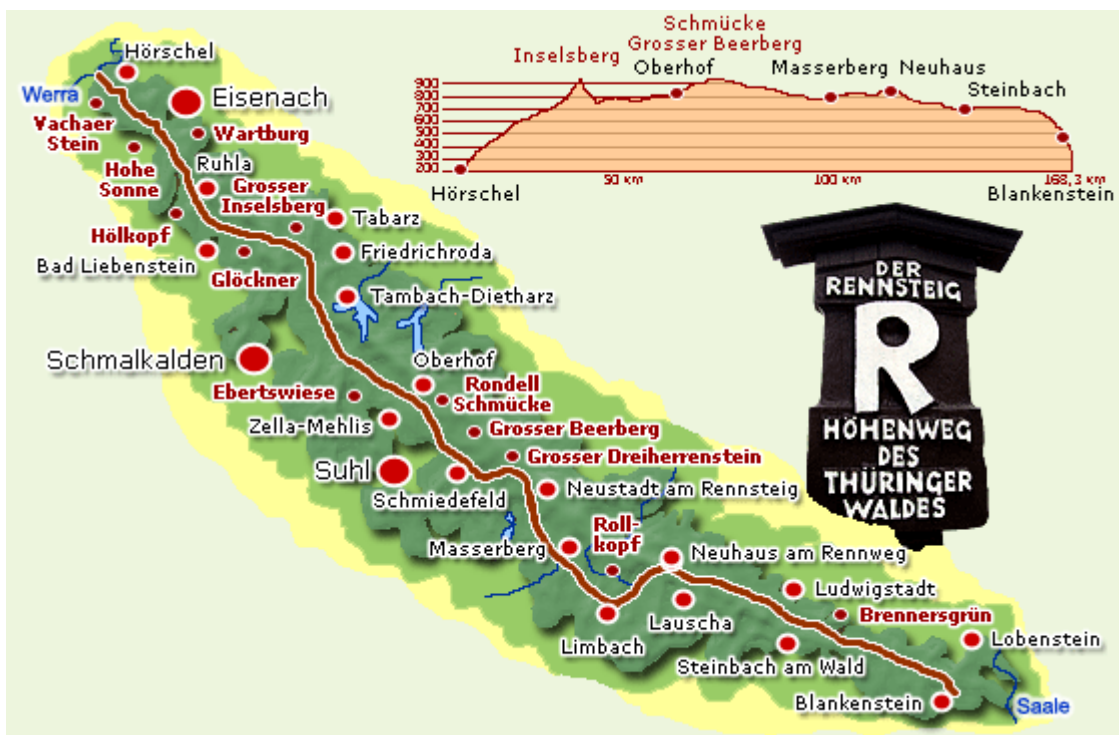 Hörschel
Werra
Eisenach
Vachaer
Stein
Wartburg
Hohe
Sonne
Ruhla
Grosser
Inselsberg
Tabarz
Hölkopf
Bad Liebenstein
Glöckner
Friedrichroda
Tambach-Dietharz
Schmalkalden
Oberhof
Ebertswiese
Rondell
Schmücke
Zella-Mehlis
Grosser Beerberg
Suhl
Grosser Dreiherrenstein
Schmiedefeld
Neustadt am Rennsteig
Masserberg
Roll-
kopf
Neuhaus am Rennweg
Ludwigstadt
Lauscha
Brennersgrün
Limbach
Steinbach am Wald
Lobenstein
Blankenstein
Saale
Schmücke
Inselsberg Grosser Beerberg
Oberhof Masserberg Neuhaus
Steinbach
900
800
700
600
500
400
300
200
50 km 100 km 168,3 km
Hörschel Blankenstein
DER
RENNSTEIG
R
HÖHENWEG
DES
THÜRINGER
WALDES